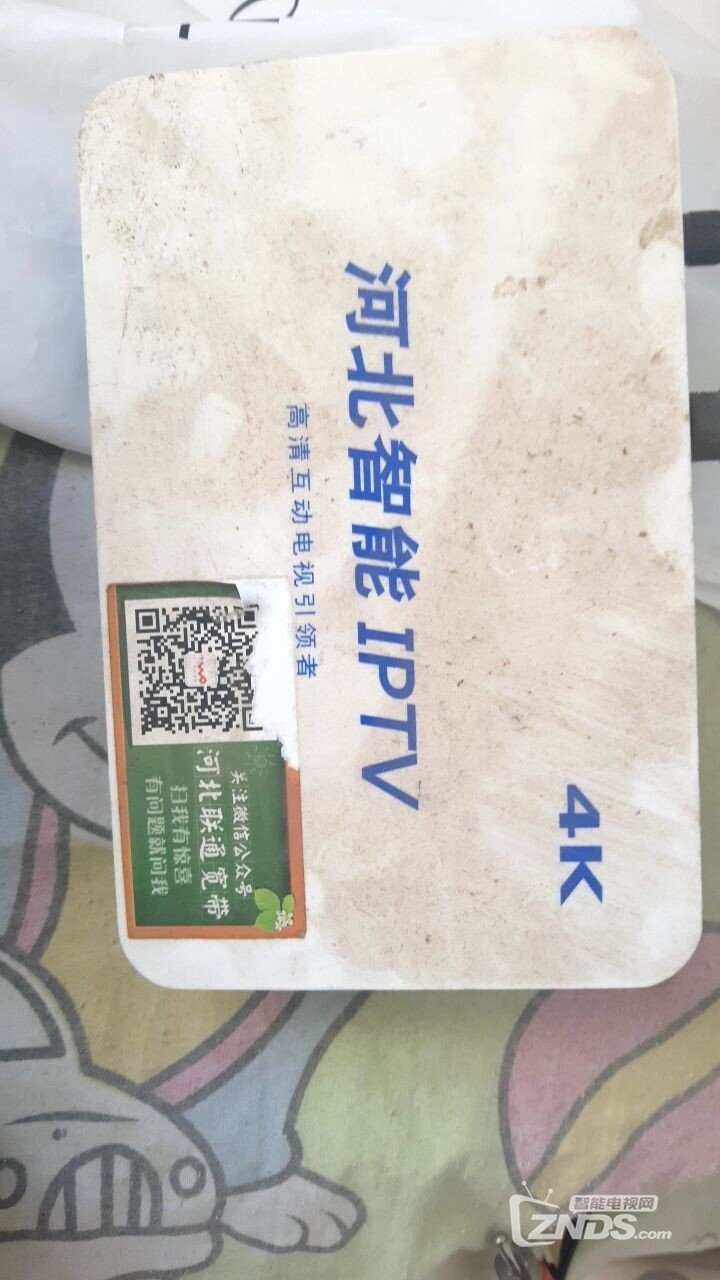 4K
河北智能 IPTV
高清互动电视引领者
关注微信公众号
河北联通宽带
扫我有惊喜
有问题就问我
智能电视网
ZNDS.com